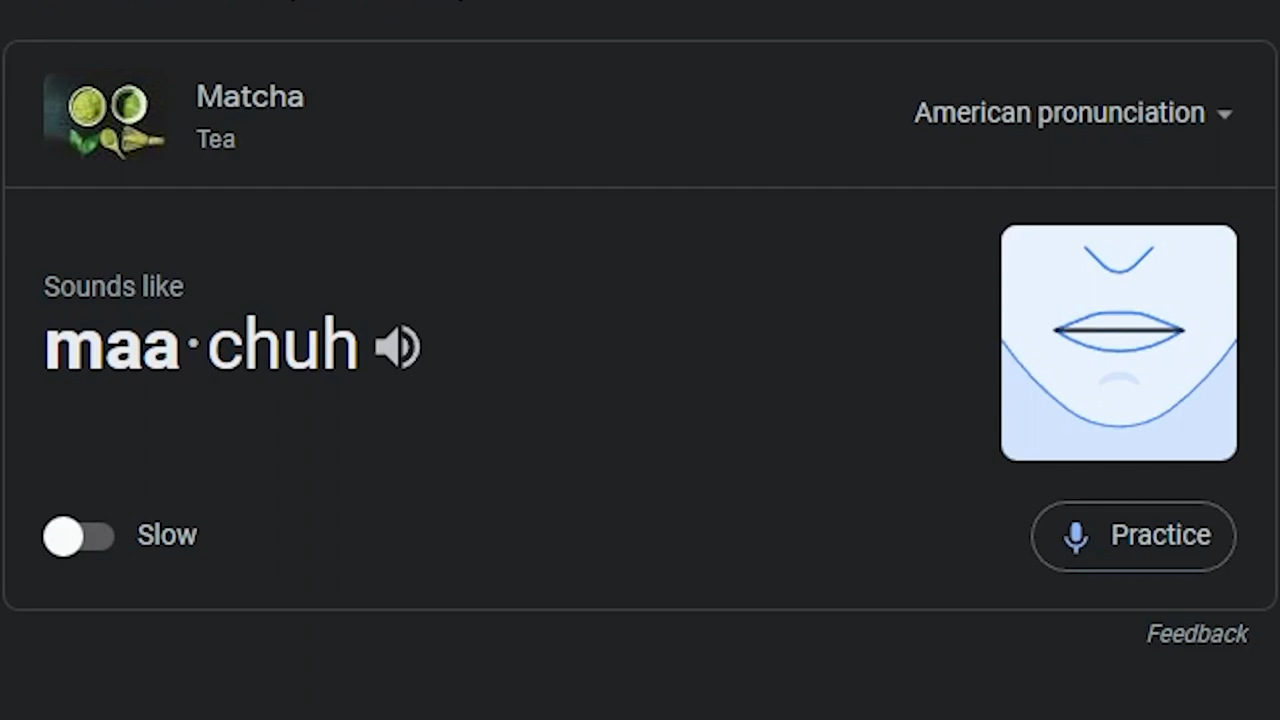 Matcha
Tea
American pronunciation
Sounds like
maa·chuh
Slow
Practice
Feedback